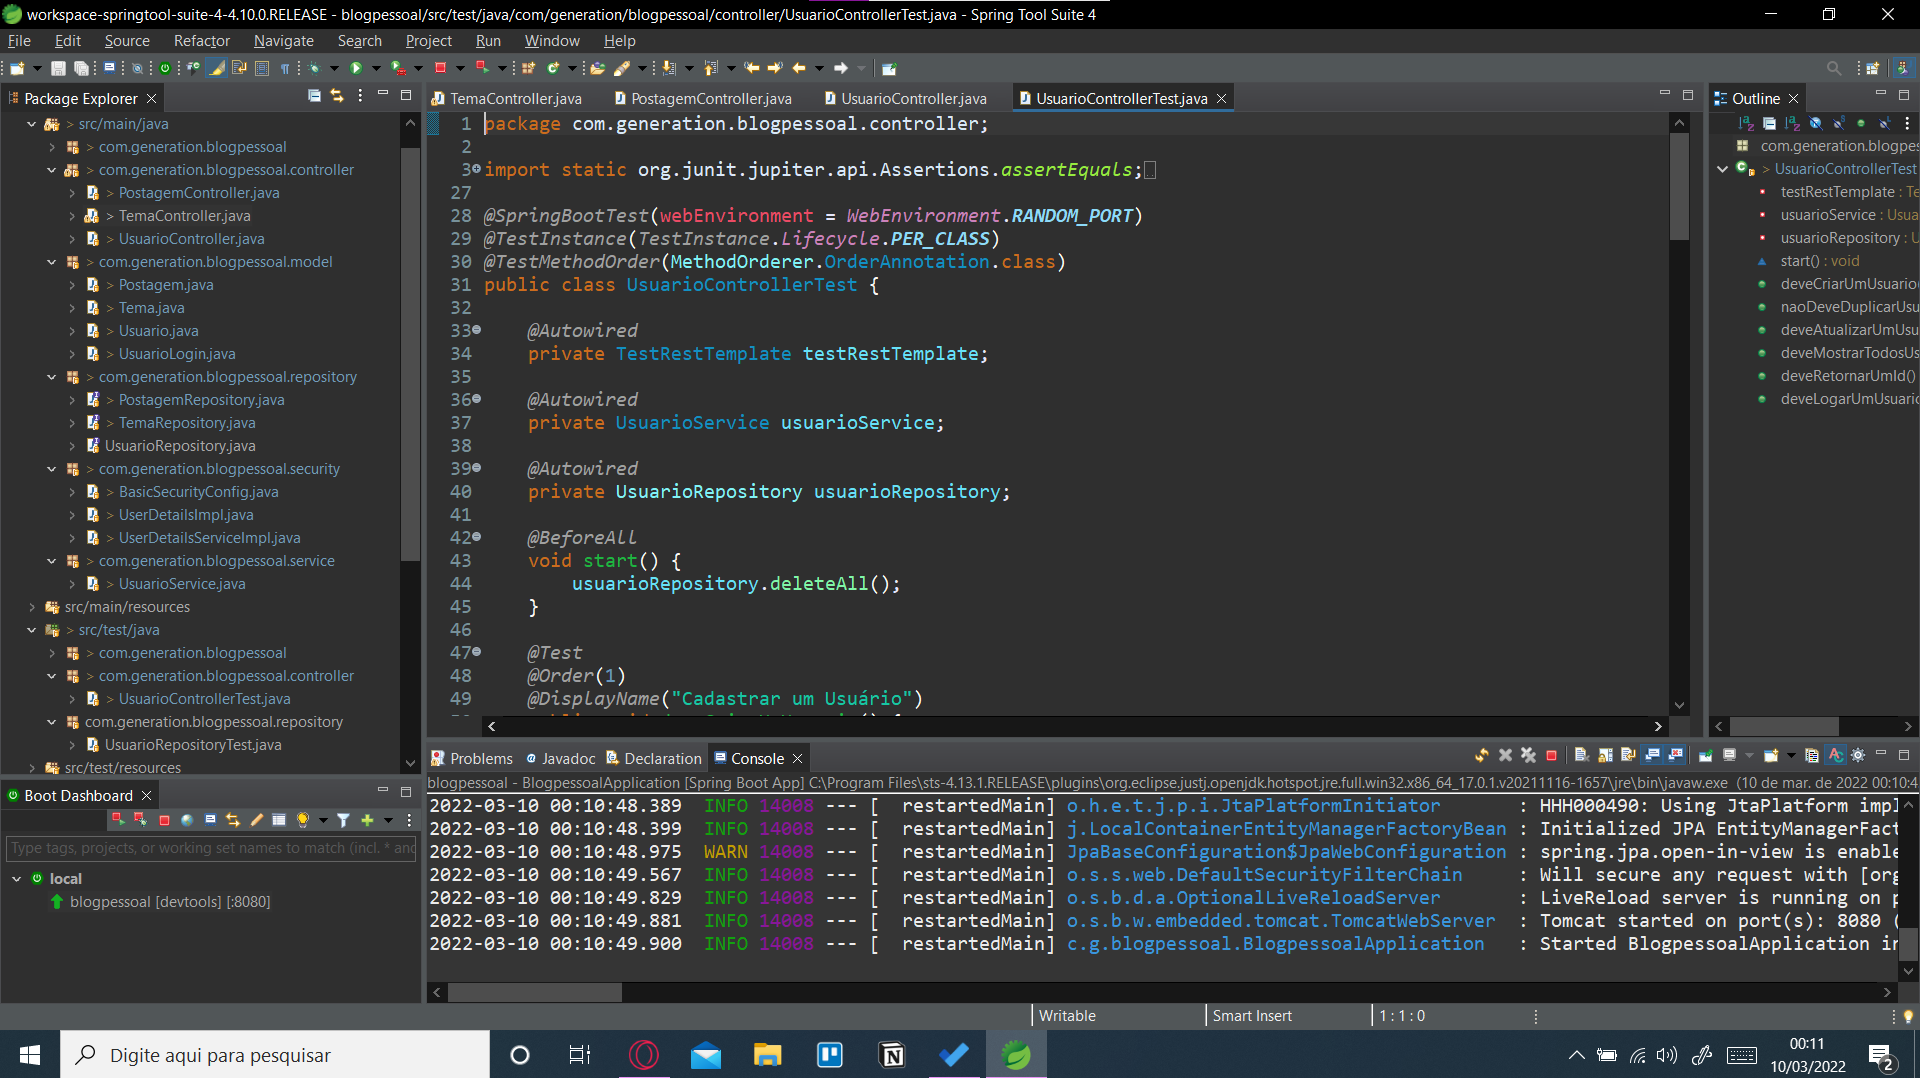 workspace-springtool-suite-4-4.10.0.RELEASE - blogpessoal/src/test/java/com/generation/blogpessoal/controller/UsuarioControllerTest.java - Spring Tool Suite 4
File Edit Source Refactor Navigate Search Project Run Window Help
Package Explorer
> src/main/java
> com.generation.blogpessoal
> com.generation.blogpessoal.controller
> PostagemController.java
> TemaController.java
> UsuarioController.java
> com.generation.blogpessoal.model
> Postagem.java
> Tema.java
> Usuario.java
> UsuarioLogin.java
> com.generation.blogpessoal.repository
> PostagemRepository.java
> TemaRepository.java
UsuarioRepository.java
> com.generation.blogpessoal.security
> BasicSecurityConfig.java
> UserDetailsImpl.java
> UserDetailsServiceImpl.java
> com.generation.blogpessoal.service
> UsuarioService.java
src/main/resources
> src/test/java
> com.generation.blogpessoal
> com.generation.blogpessoal.controller
> UsuarioControllerTest.java
com.generation.blogpessoal.repository
UsuarioRepositoryTest.java
src/test/resources
Boot Dashboard
Type tags, projects, or working set names to match (incl. * and
local
blogpessoal [devtools] [:8080]
TemaController.java PostagemController.java UsuarioController.java UsuarioControllerTest.java
1 package com.generation.blogpessoal.controller;
2
3 import static org.junit.jupiter.api.Assertions.assertEquals;
27
28 @SpringBootTest(webEnvironment = WebEnvironment.RANDOM_PORT)
29 @TestInstance(TestInstance.Lifecycle.PER_CLASS)
30 @TestMethodOrder(MethodOrderer.OrderAnnotation.class)
31 public class UsuarioControllerTest {
32
33 @Autowired
34 private TestRestTemplate testRestTemplate;
35
36 @Autowired
37 private UsuarioService usuarioService;
38
39 @Autowired
40 private UsuarioRepository usuarioRepository;
41
42 @BeforeAll
43 void start() {
44 usuarioRepository.deleteAll();
45 }
46
47 @Test
48 @Order(1)
49 @DisplayName("Cadastrar um Usuário")
Outline
com.generation.blogpes
> UsuarioControllerTest
testRestTemplate : Te
usuarioService : Usua
usuarioRepository : U
start() : void
deveCriarUmUsuario
naoDeveDuplicarUsu
deveAtualizarUmUsu
deveMostrarTodosUs
deveRetornarUmId()
deveLogarUmUsuario
Problems Javadoc Declaration Console
blogpessoal - BlogpessoalApplication [Spring Boot App] C:\Program Files\sts-4.13.1.RELEASE\plugins\org.eclipse.justj.openjdk.hotspot.jre.full.win32.x86_64_17.0.1.v20211116-1657\jre\bin\javaw.exe (10 de mar. de 2022 00:10:4
2022-03-10 00:10:48.389 INFO 14008 --- [ restartedMain] o.h.e.t.j.p.i.JtaPlatformInitiator : HHH000490: Using JtaPlatform impl
2022-03-10 00:10:48.399 INFO 14008 --- [ restartedMain] j.LocalContainerEntityManagerFactoryBean : Initialized JPA EntityManagerFact
2022-03-10 00:10:48.975 WARN 14008 --- [ restartedMain] JpaBaseConfiguration$JpaWebConfiguration : spring.jpa.open-in-view is enable
2022-03-10 00:10:49.567 INFO 14008 --- [ restartedMain] o.s.s.web.DefaultSecurityFilterChain : Will secure any request with [org
2022-03-10 00:10:49.829 INFO 14008 --- [ restartedMain] o.s.b.d.a.OptionalLiveReloadServer : LiveReload server is running on p
2022-03-10 00:10:49.881 INFO 14008 --- [ restartedMain] o.s.b.w.embedded.tomcat.TomcatWebServer : Tomcat started on port(s): 8080 (
2022-03-10 00:10:49.900 INFO 14008 --- [ restartedMain] c.g.blogpessoal.BlogpessoalApplication : Started BlogpessoalApplication in
Writable Smart Insert 1 : 1 : 0
Digite aqui para pesquisar
00:11
10/03/2022
2